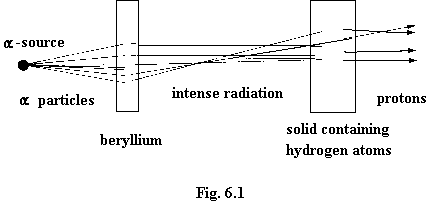 α-source
α particles
beryllium
intense radiation
solid containing
hydrogen atoms
protons
Fig. 6.1